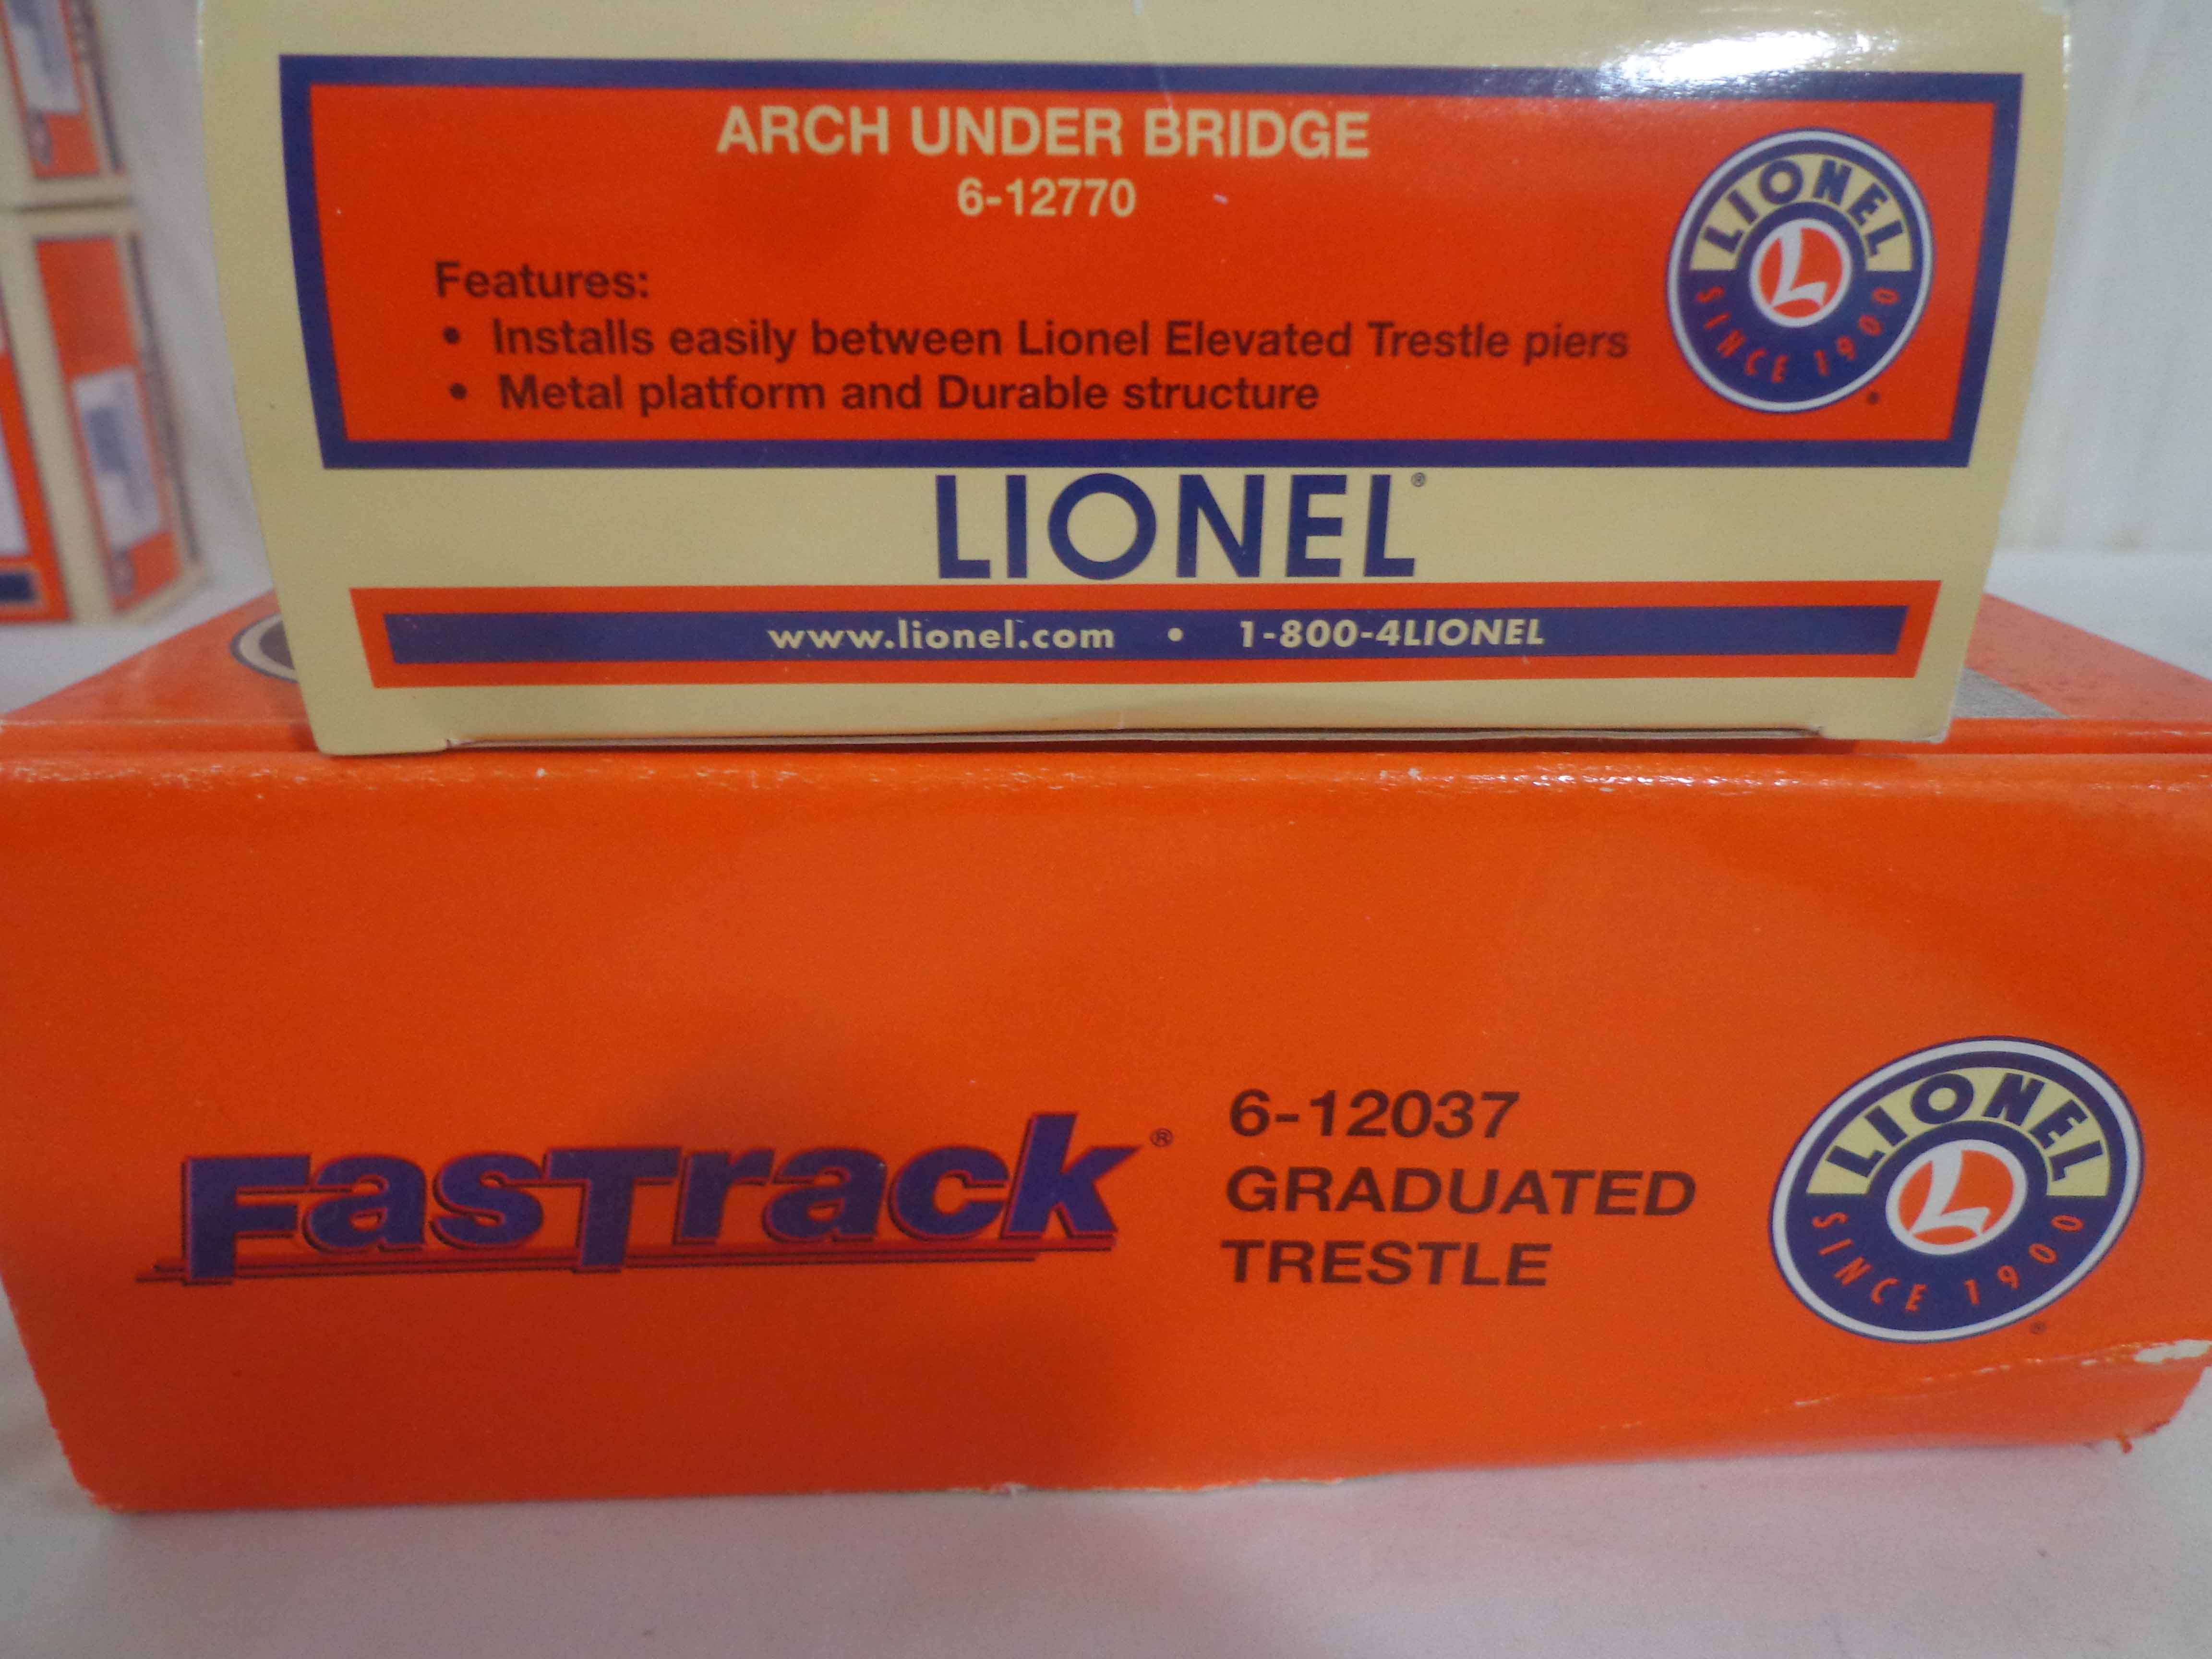 ARCH UNDER BRIDGE
6-12770
Features:
• Installs easily between Lionel Elevated Trestle piers
• Metal platform and Durable structure
LIONEL
L
SINCE 1900
LIONEL®
www.lionel.com • 1-800-4LIONEL
FasTrack®
6-12037
GRADUATED
TRESTLE
LIONEL
L
SINCE 1900